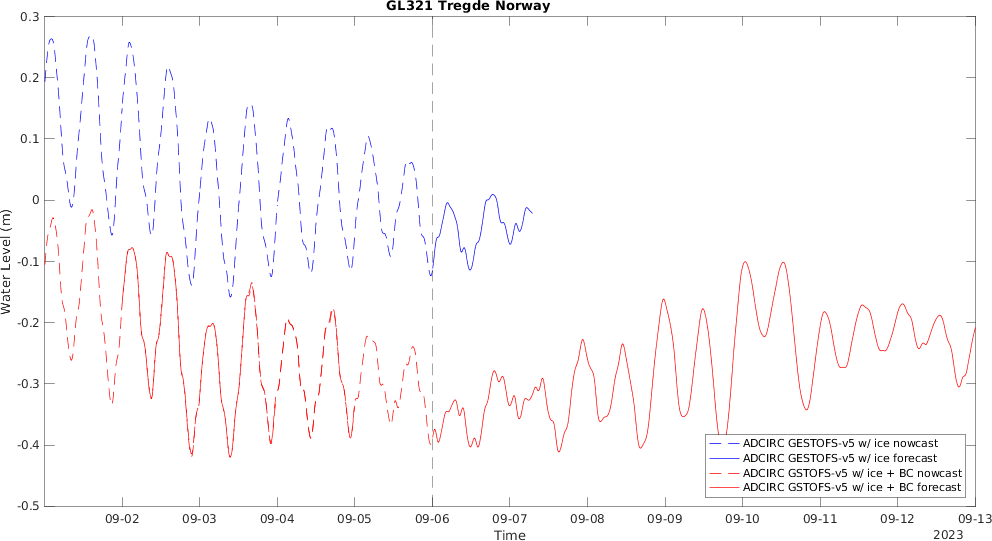 GL321 Tregde Norway
0.3
0.2
0.1
0
-0.1
-0.2
-0.3
-0.4
-0.5
Water Level (m)
ADCIRC GESTOFS-v5 w/ ice nowcast
ADCIRC GESTOFS-v5 w/ ice forecast
ADCIRC GSTOFS-v5 w/ ice + BC nowcast
ADCIRC GSTOFS-v5 w/ ice + BC forecast
09-02 09-03 09-04 09-05 09-06 09-07 09-08 09-09 09-10 09-11 09-12 09-13
Time
2023